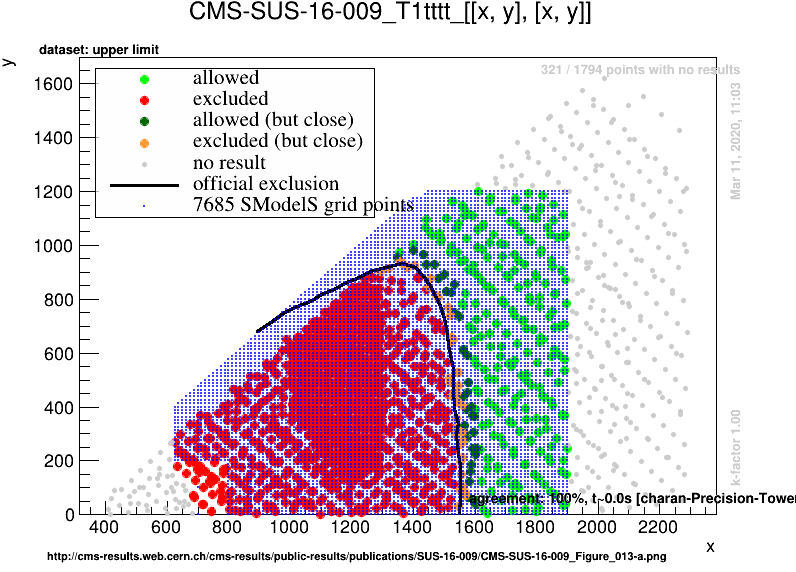 CMS-SUS-16-009_T1tttt_[[x, y], [x, y]]
dataset: upper limit
y
321 / 1794 points with no results
Mar 11, 2020, 11:03
allowed
excluded
allowed (but close)
excluded (but close)
no result
official exclusion
7685 SModelS grid points
1600
1400
1200
1000
800
600
400
200
0
k-factor 1.00
agreement: 100%, t~0.0s [charan-Precision-Tower
400 600 800 1000 1200 1400 1600 1800 2000 2200
x
http://cms-results.web.cern.ch/cms-results/public-results/publications/SUS-16-009/CMS-SUS-16-009_Figure_013-a.png